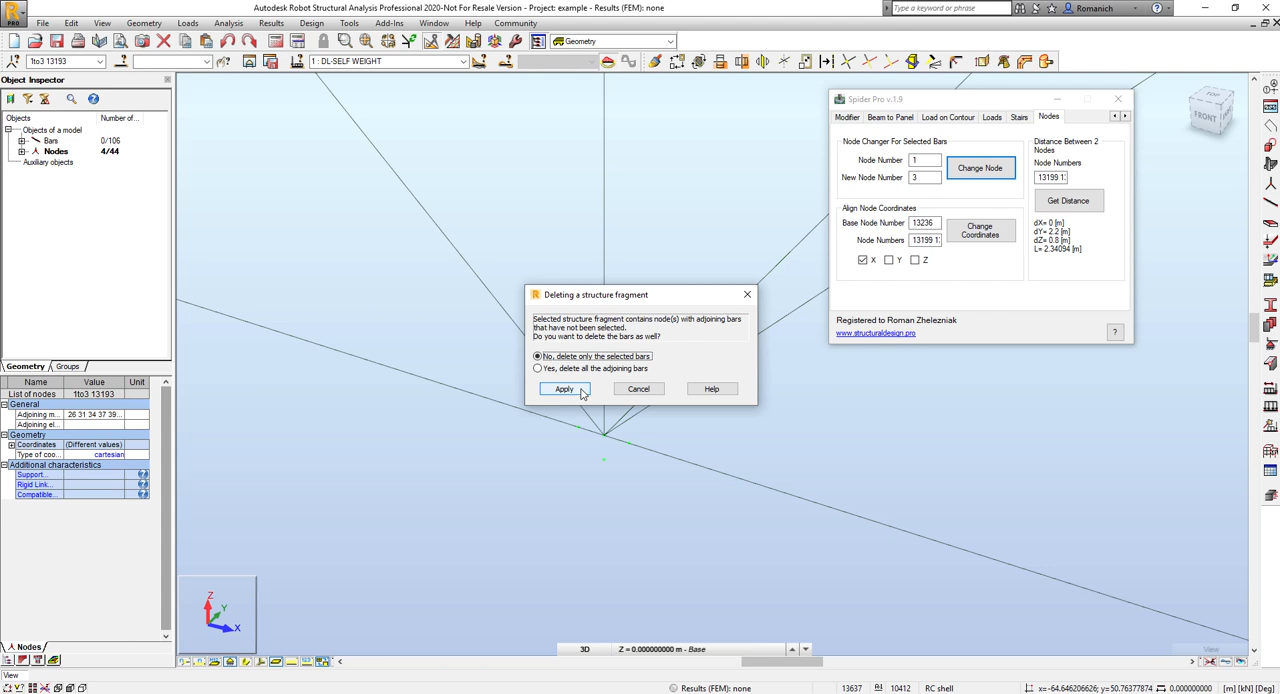 Autodesk Robot Structural Analysis Professional 2020-Not For Resale Version - Project: example - Results (FEM): none
Type a keyword or phrase
Romanich
PRO
File Edit View Geometry Loads Analysis Results Design Tools Add-Ins Window Help Community
Geometry
1to3 13193
1 : DL-SELF WEIGHT
Object Inspector
Objects Number of...
Objects of a model
Bars 0/106
Nodes 4/44
Auxiliary objects
Geometry Groups
Name Value Unit
List of nodes 1to3 13193
General
Adjoining m... 26 31 34 37 39...
Adjoining el...
Geometry
Coordinates (Different values)
Type of coo... cartesian
Additional characteristics
Support...
Rigid Link...
Compatible...
Nodes
View
Spider Pro v.1.9
Modifier Beam to Panel Load on Contour Loads Stairs Nodes
Node Changer For Selected Bars
Node Number 1
New Node Number 3
Change Node
Align Node Coordinates
Base Node Number 13236
Node Numbers 13199 1
Change Coordinates
X Y Z
Distance Between 2 Nodes
Node Numbers
13199 1
Get Distance
dX= 0 [m]
dY= 2.2 [m]
dZ= 0.8 [m]
L= 2.34094 [m]
Registered to Roman Zhelezniak
www.structuraldesign.pro
?
Deleting a structure fragment
Selected structure fragment contains node(s) with adjoining bars
that have not been selected.
Do you want to delete the bars as well?
No, delete only the selected bars
Yes, delete all the adjoining bars
Apply Cancel Help
TOP
FRONT
Z
Y
X
3D Z = 0.000000000 m - Base
View
Results (FEM): none 13637 10412 RC shell x=-64.646206626; y=50.76377874 0.000000000 [m] [kN] [Deg]